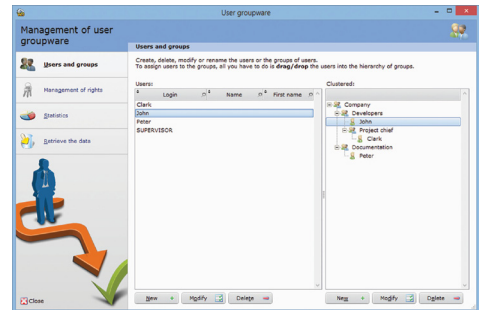 User groupware
Management of user
groupware
Users and groups
Management of rights
Statistics
Retrieve the data
Close
Users and groups
Create, delete, modify or rename the users or the groups of users.
To assign users to the groups, all you have to do is drag/drop the users into the hierarchy of groups.
Users:
Login Name First name
Clark
John
Peter
SUPERVISOR
New + Modify Delete
Clustered:
Company
Developers
John
Project chief
Clark
Documentation
Peter
New + Modify Delete